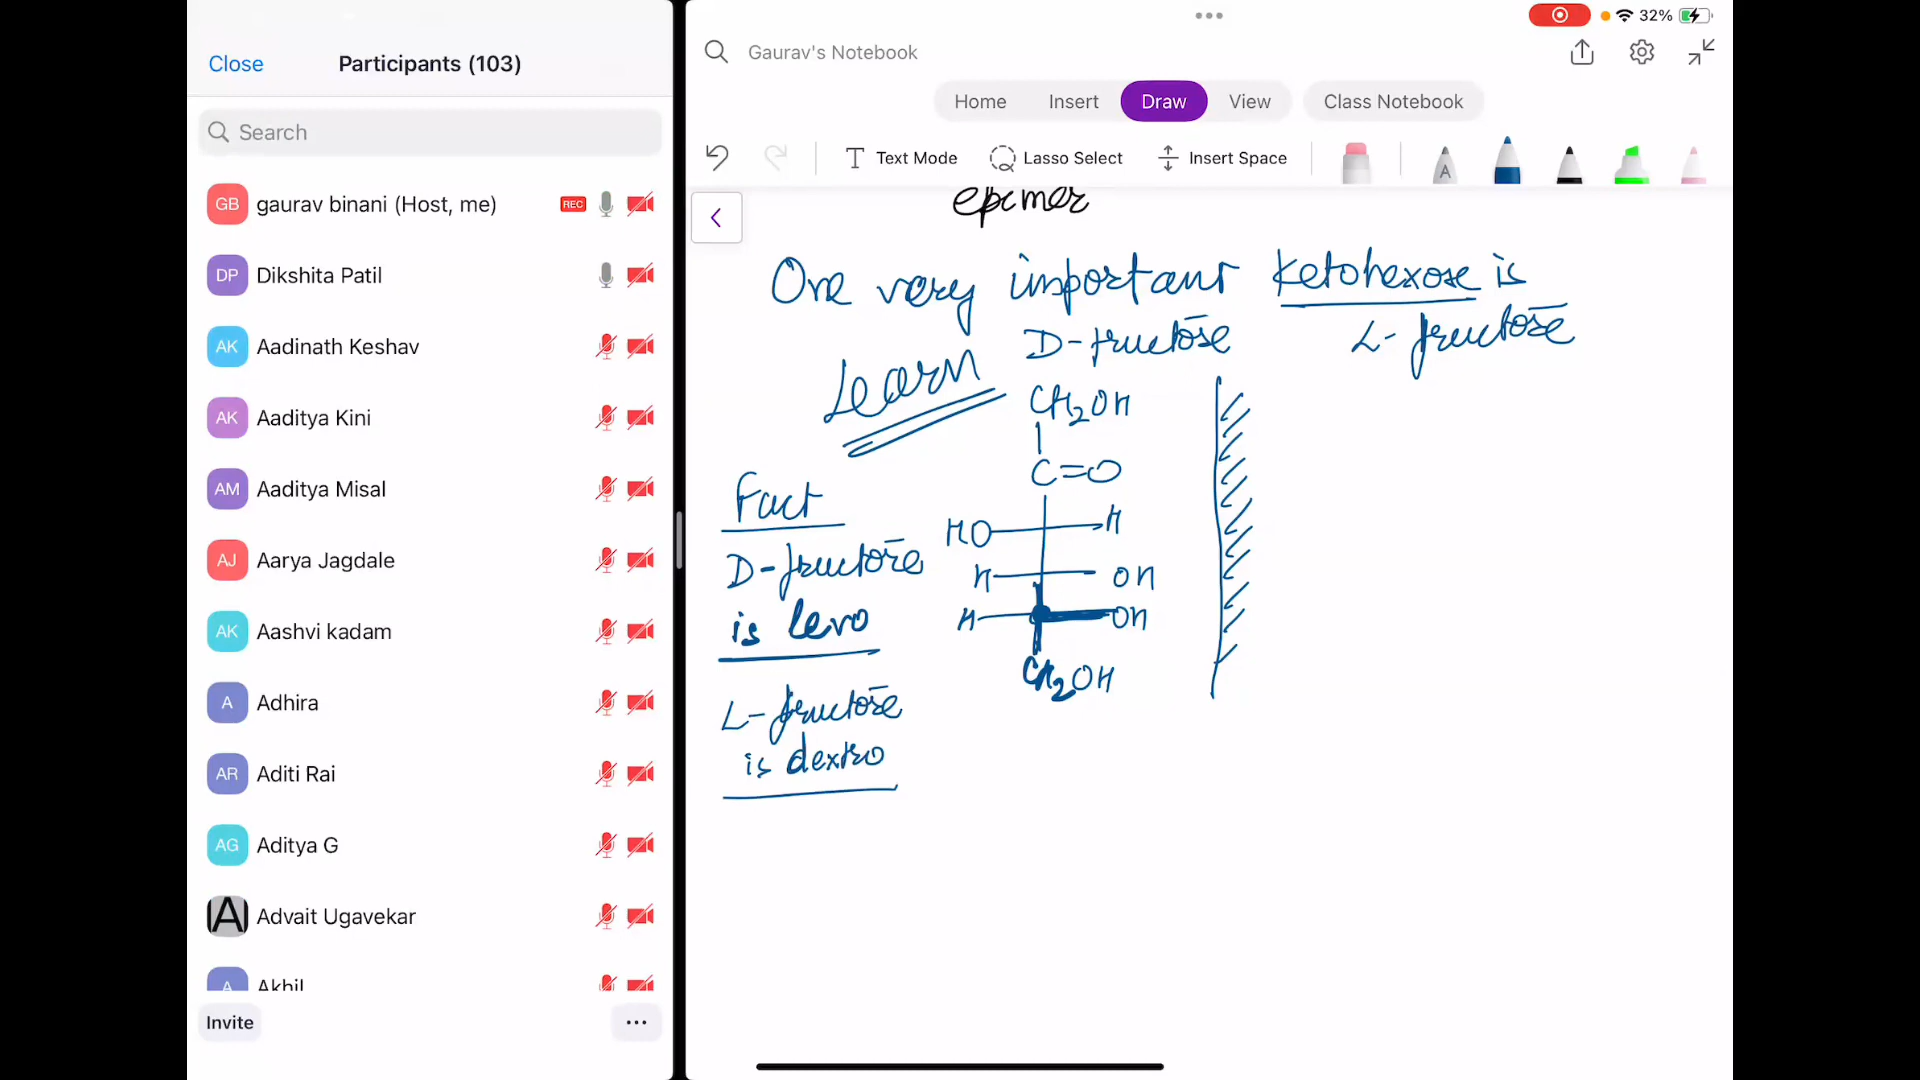 32%
Close
Participants (103)
Search
GB gaurav binani (Host, me) REC
DP Dikshita Patil
AK Aadinath Keshav
AK Aaditya Kini
AM Aaditya Misal
AJ Aarya Jagdale
AK Aashvi kadam
A Adhira
AR Aditi Rai
AG Aditya G
A Advait Ugavekar
A Akhil
Invite
Gaurav's Notebook
Home Insert Draw View Class Notebook
Text Mode Lasso Select Insert Space
epimer
One very important Ketohexose is
D-fructose L-fructose
Learn
CH2OH
C=O
Fact
HO H
D-fructose
H OH
is levo
H OH
CH2OH
L-fructose
is dextro